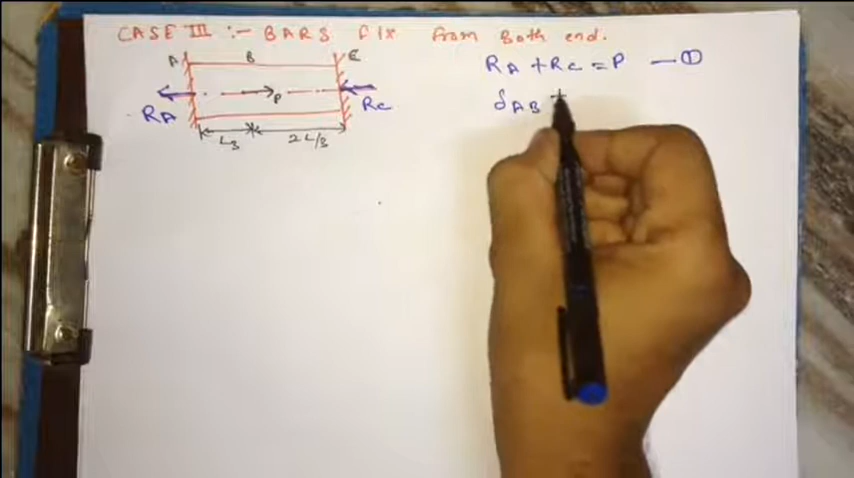 CASE III :- BARS fix from Both end.
A B C
RA + RC = P — ①
P
RA RC
δAB +
L/3 2L/3